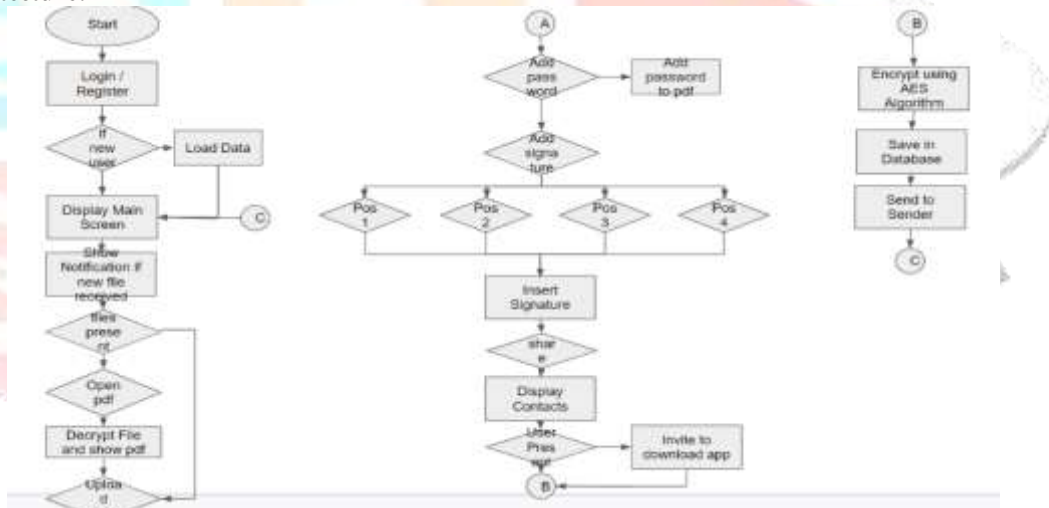 Start
Login /
Register
If
new
user
Load Data
Display Main
Screen
C
Show
Notification if
new file
received
files
prese
nt
Open
pdf
Decrypt File
and show pdf
Uploa
d
A
Add
pass
word
Add
password
to pdf
Add
signa
ture
Pos
1
Pos
2
Pos
3
Pos
4
Insert
Signature
shar
e
Display
Contacts
User
Pres
ent
Invite to
download app
B
B
Encrypt using
AES
Algorithm
Save in
Database
Send to
Sender
C